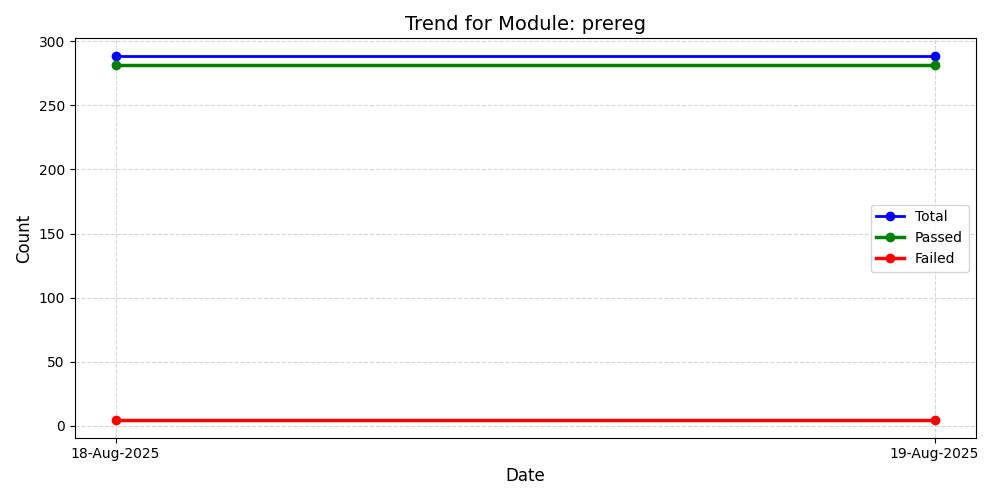 Trend for Module: prereg
300
250
200
150
100
50
0
Count
Total
Passed
Failed
18-Aug-2025
19-Aug-2025
Date